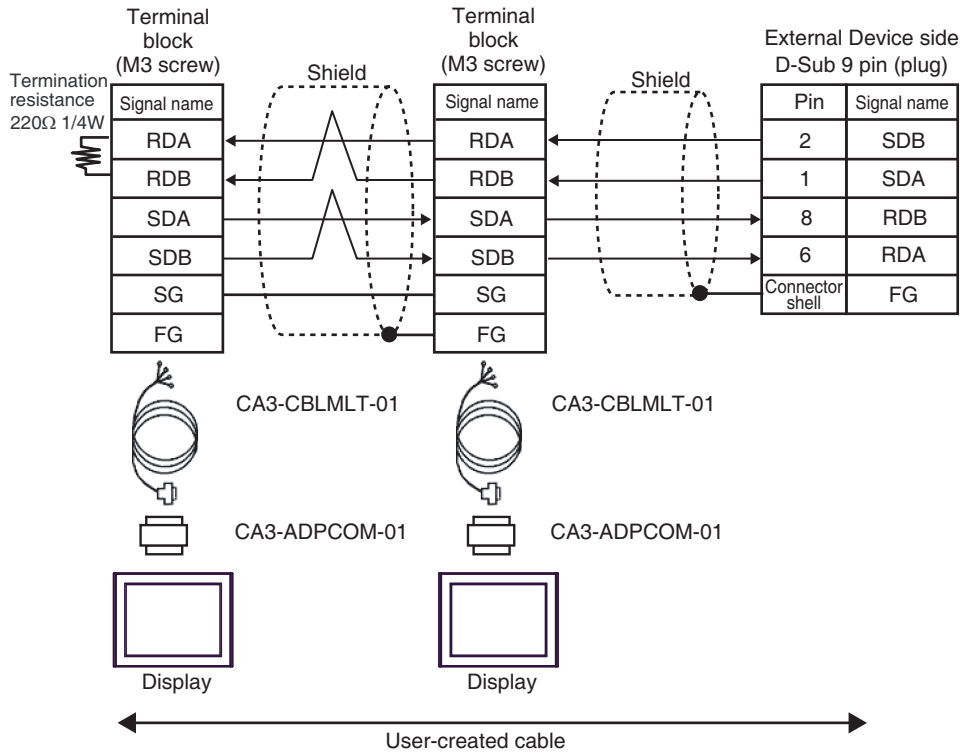 Terminal
block
(M3 screw)
Terminal
block
(M3 screw)
External Device side
D-Sub 9 pin (plug)
Termination
resistance
220Ω 1/4W
Shield
Shield
Signal name
Signal name
Pin Signal name
RDA
RDA
2 SDB
RDB
RDB
1 SDA
SDA
SDA
8 RDB
SDB
SDB
6 RDA
SG
SG
Connector
shell
FG
FG
FG
CA3-CBLMLT-01
CA3-CBLMLT-01
CA3-ADPCOM-01
CA3-ADPCOM-01
Display
Display
User-created cable